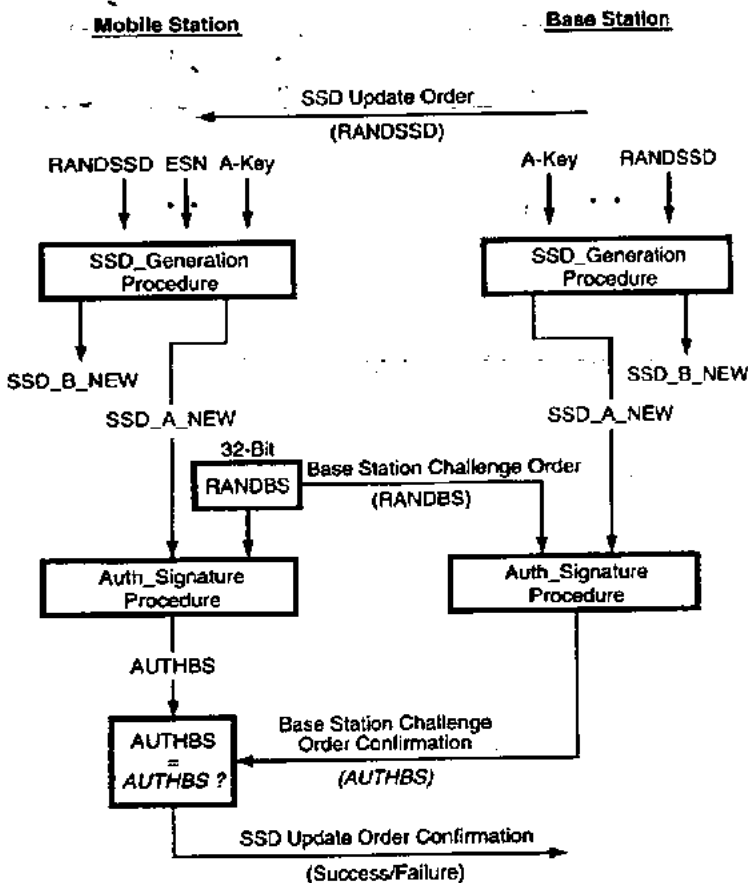 Mobile Station
Base Station
SSD Update Order
(RANDSSD)
RANDSSD ESN A-Key
A-Key RANDSSD
SSD_Generation
Procedure
SSD_Generation
Procedure
SSD_B_NEW
SSD_B_NEW
SSD_A_NEW
SSD_A_NEW
32-Bit
RANDBS
Base Station Challenge Order
(RANDBS)
Auth_Signature
Procedure
Auth_Signature
Procedure
AUTHBS
AUTHBS
=
AUTHBS ?
Base Station Challenge
Order Confirmation
(AUTHBS)
SSD Update Order Confirmation
(Success/Failure)